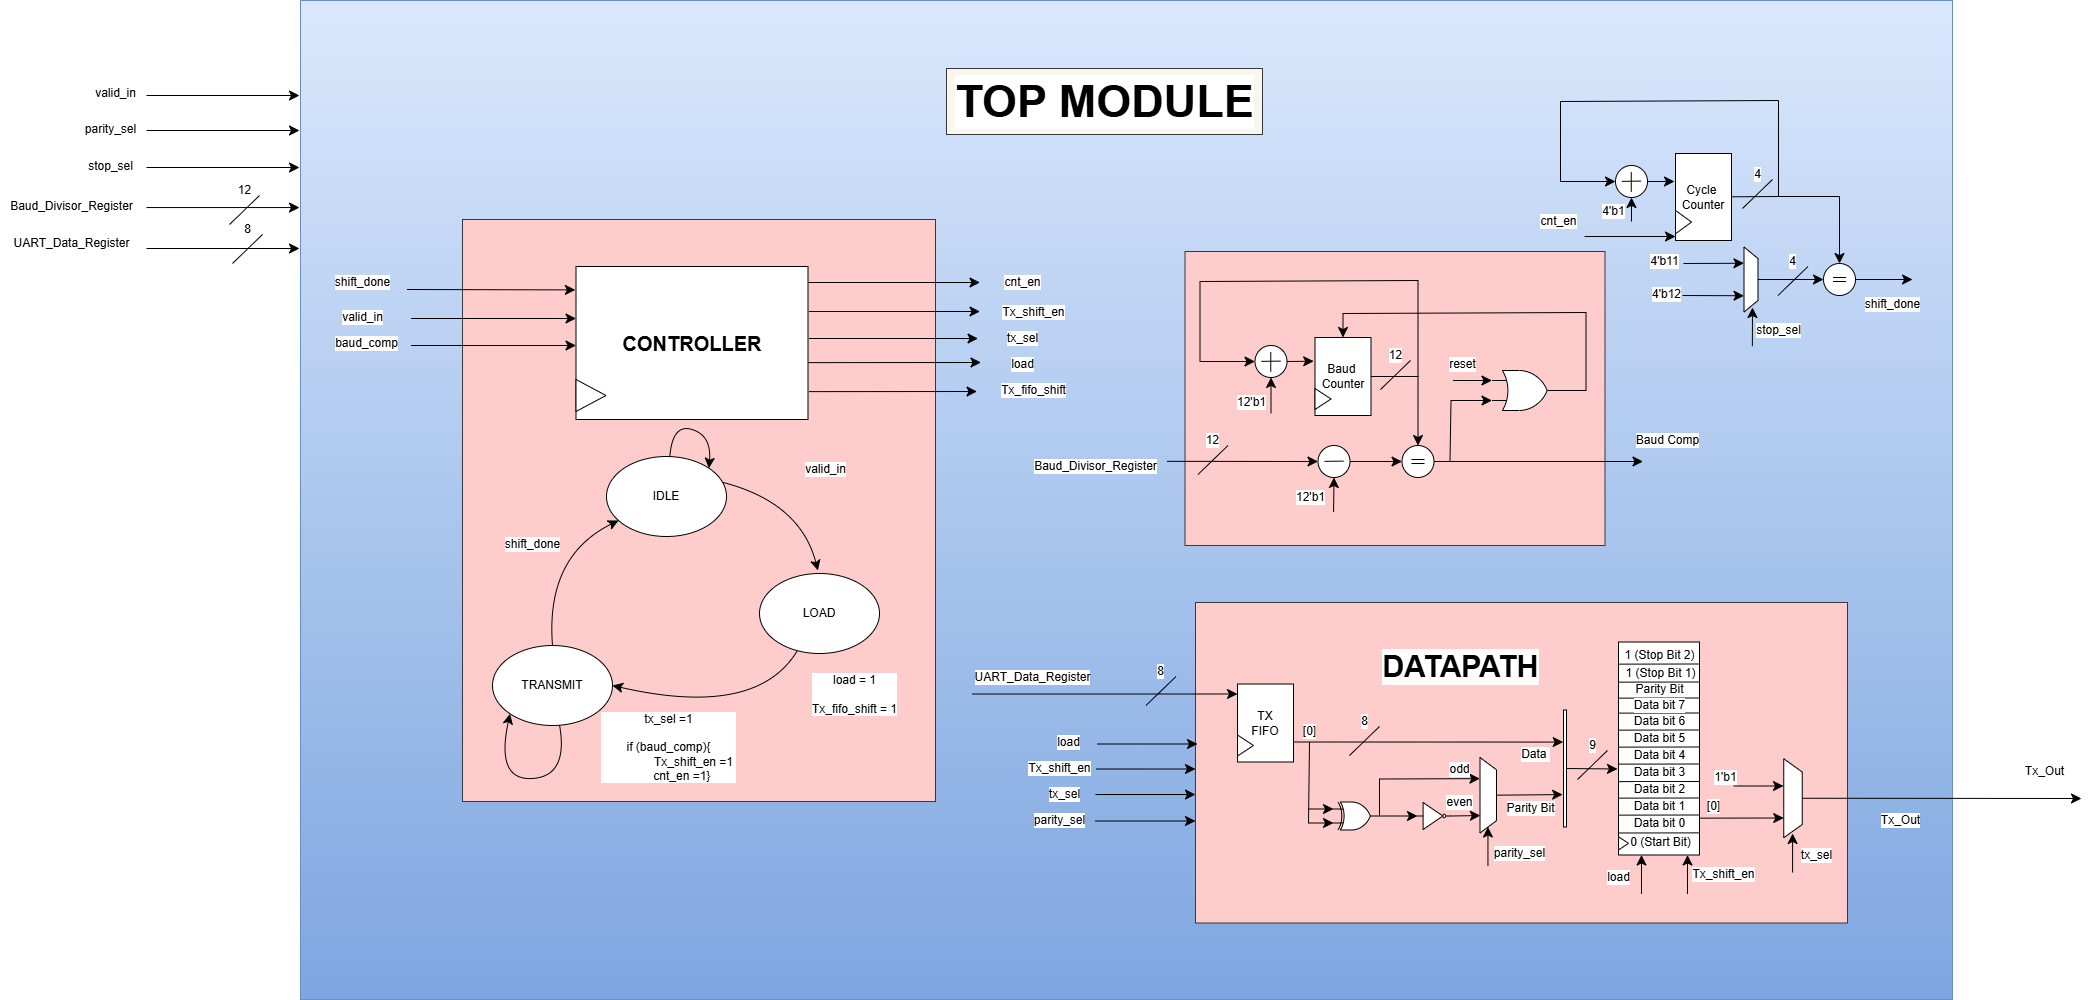 TOP MODULE
valid_in
parity_sel
stop_sel
12
Baud_Divisor_Register
8
UART_Data_Register
shift_done
valid_in
baud_comp
CONTROLLER
cnt_en
Tx_shift_en
tx_sel
load
Tx_fifo_shift
IDLE
valid_in
shift_done
LOAD
load = 1
Tx_fifo_shift = 1
TRANSMIT
tx_sel =1
if (baud_comp){
Tx_shift_en =1
cnt_en =1}
4'b1
Cycle
Counter
4
cnt_en
4'b11
4'b12
4
stop_sel
shift_done
12'b1
Baud
Counter
12
reset
Baud_Divisor_Register
12
12'b1
Baud Comp
DATAPATH
UART_Data_Register
8
load
Tx_shift_en
tx_sel
parity_sel
TX
FIFO
[0]
8
Data
odd
even
Parity Bit
parity_sel
9
1 (Stop Bit 2)
1 (Stop Bit 1)
Parity Bit
Data bit 7
Data bit 6
Data bit 5
Data bit 4
Data bit 3
Data bit 2
Data bit 1
Data bit 0
0 (Start Bit)
load
Tx_shift_en
1'b1
[0]
tx_sel
Tx_Out
Tx_Out